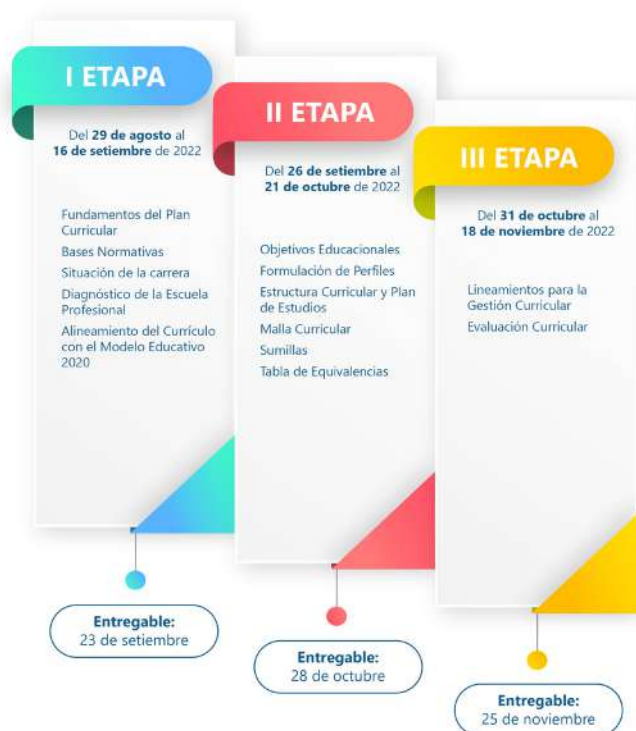 I ETAPA
Del 29 de agosto al
16 de setiembre de 2022
Fundamentos del Plan
Curricular
Bases Normativas
Situación de la carrera
Diagnóstico de la Escuela
Profesional
Alineamiento del Currículo
con el Modelo Educativo
2020
Entregable:
23 de setiembre
II ETAPA
Del 26 de setiembre al
21 de octubre de 2022
Objetivos Educacionales
Formulación de Perfiles
Estructura Curricular y Plan
de Estudios
Malla Curricular
Sumillas
Tabla de Equivalencias
Entregable:
28 de octubre
III ETAPA
Del 31 de octubre al
18 de noviembre de 2022
Lineamientos para la
Gestión Curricular
Evaluación Curricular
Entregable:
25 de noviembre